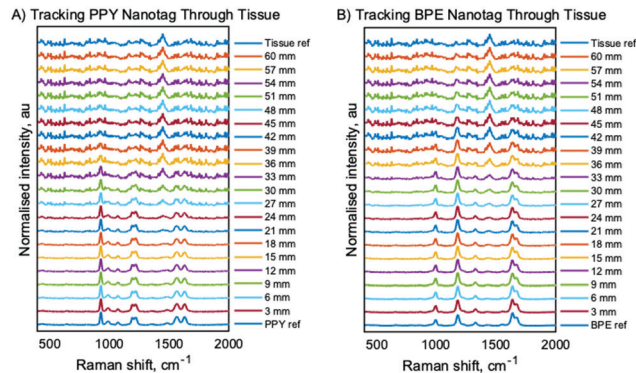 A) Tracking PPY Nanotag Through Tissue
Normalised intensity, au
Tissue ref
60 mm
57 mm
54 mm
51 mm
48 mm
45 mm
42 mm
39 mm
36 mm
33 mm
30 mm
27 mm
24 mm
21 mm
18 mm
15 mm
12 mm
9 mm
6 mm
3 mm
PPY ref
500 1000 1500 2000
Raman shift, cm⁻¹
B) Tracking BPE Nanotag Through Tissue
Normalised intensity, au
Tissue ref
60 mm
57 mm
54 mm
51 mm
48 mm
45 mm
42 mm
39 mm
36 mm
33 mm
30 mm
27 mm
24 mm
21 mm
18 mm
15 mm
12 mm
9 mm
6 mm
3 mm
BPE ref
500 1000 1500 2000
Raman shift, cm⁻¹